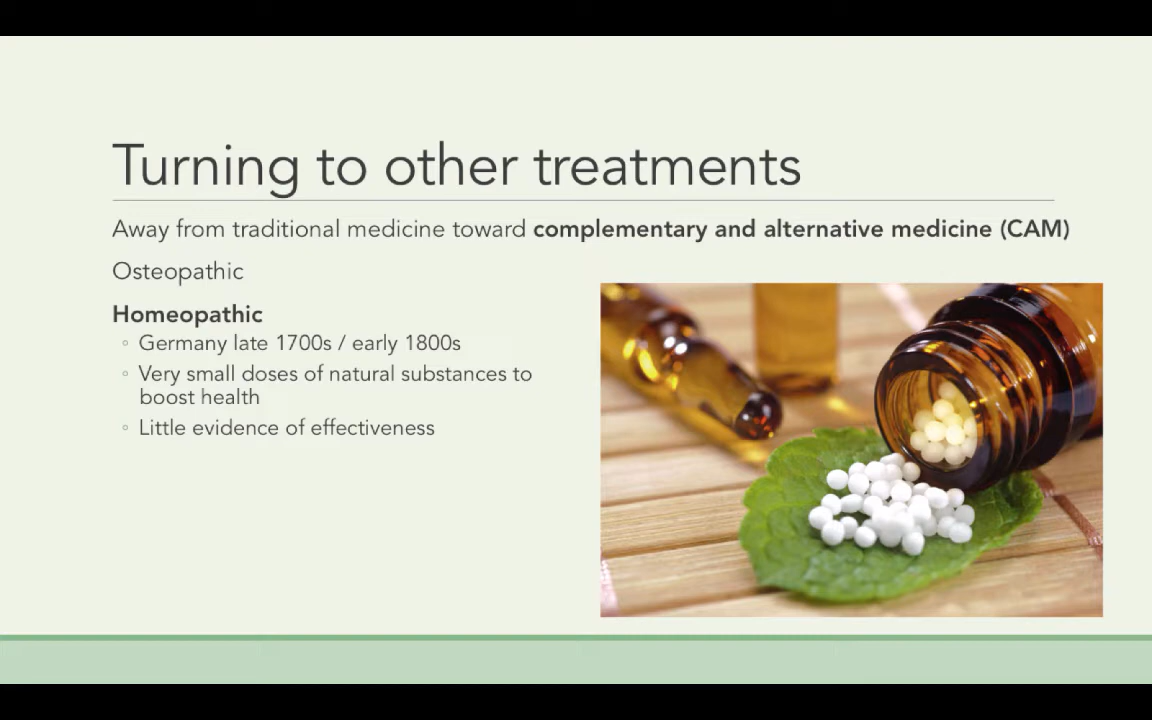 Turning to other treatments
Away from traditional medicine toward complementary and alternative medicine (CAM)
Osteopathic
Homeopathic
◦ Germany late 1700s / early 1800s
◦ Very small doses of natural substances to
boost health
◦ Little evidence of effectiveness